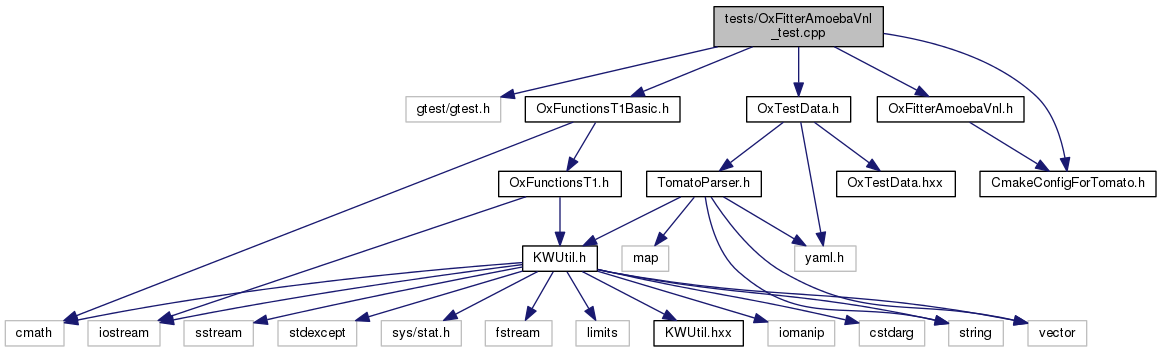 tests/OxFitterAmoebaVnl
_test.cpp
gtest/gtest.h
OxFunctionsT1Basic.h
OxTestData.h
OxFitterAmoebaVnl.h
OxFunctionsT1.h
TomatoParser.h
OxTestData.hxx
CmakeConfigForTomato.h
KWUtil.h
map
yaml.h
cmath
iostream
sstream
stdexcept
sys/stat.h
fstream
limits
KWUtil.hxx
iomanip
cstdarg
string
vector